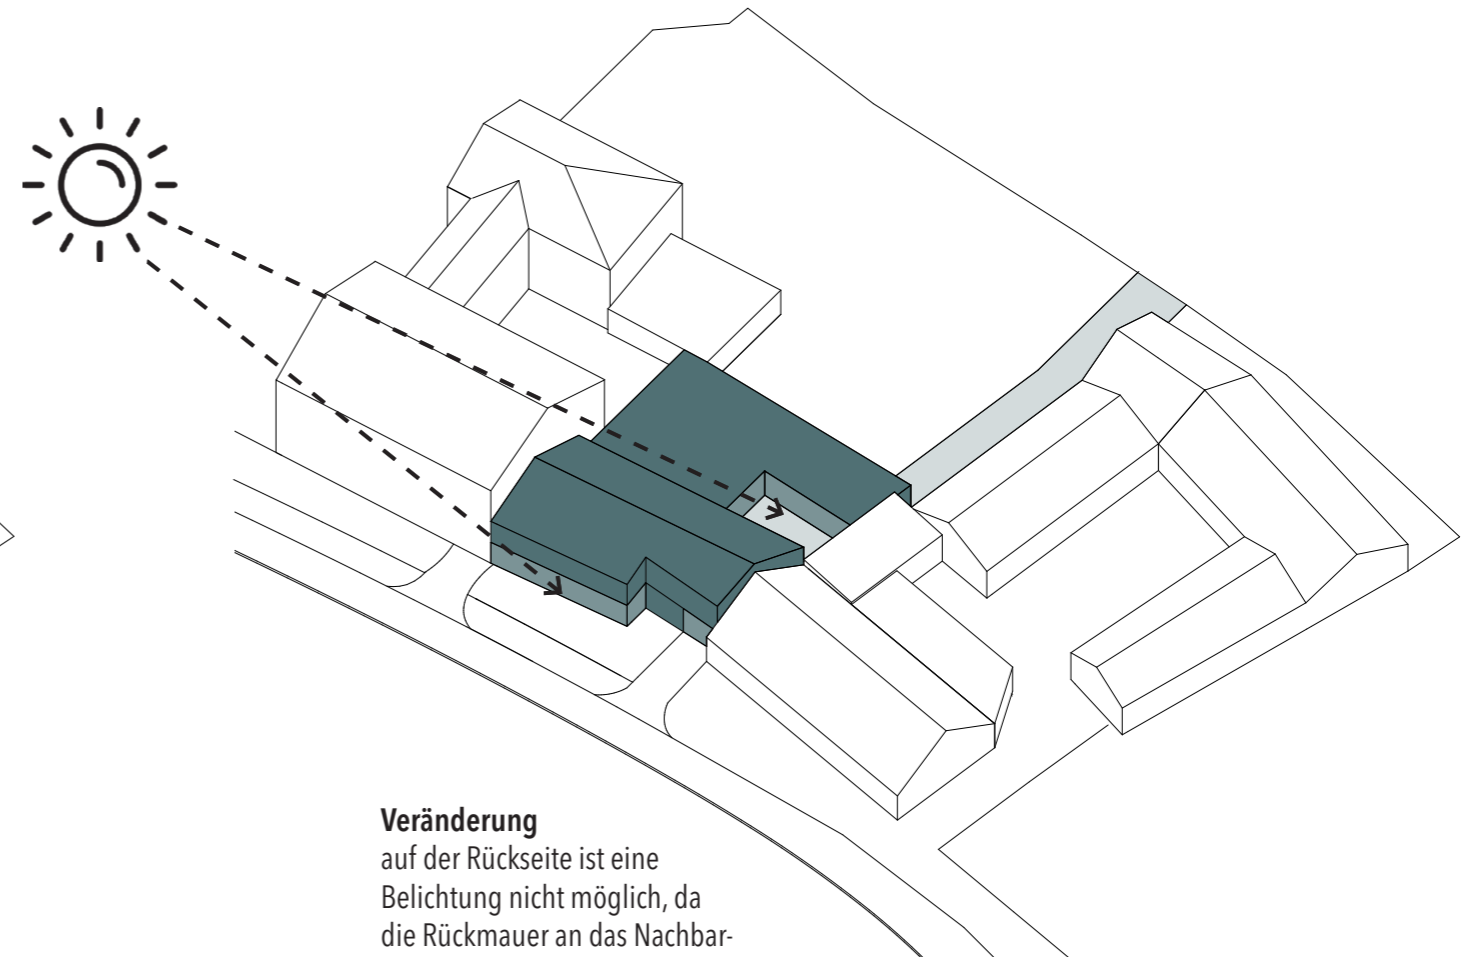 Veränderung
auf der Rückseite ist eine
Belichtung nicht möglich, da
die Rückmauer an das Nachbar-